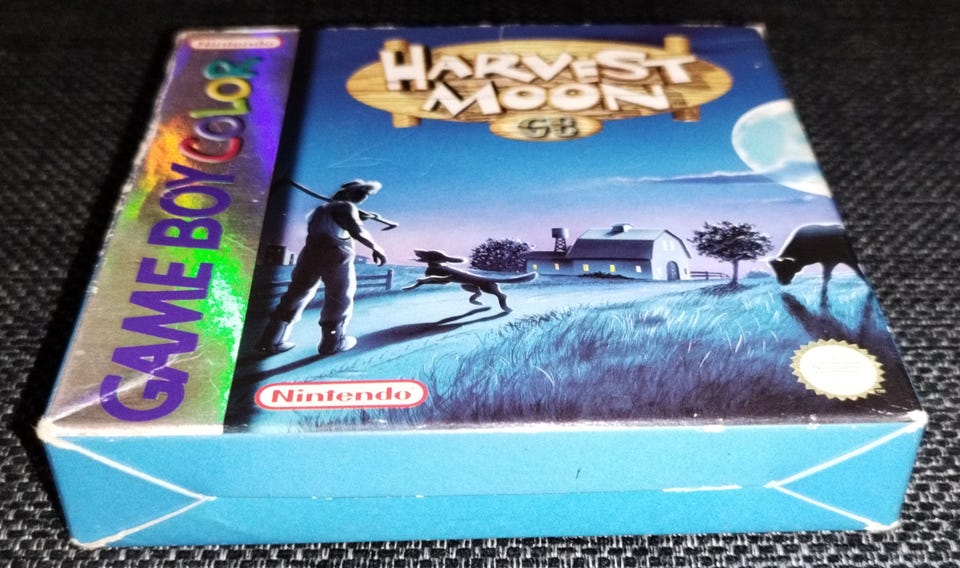 Nintendo
GAME BOY COLOR
HARVEST
MOON
GB
Nintendo